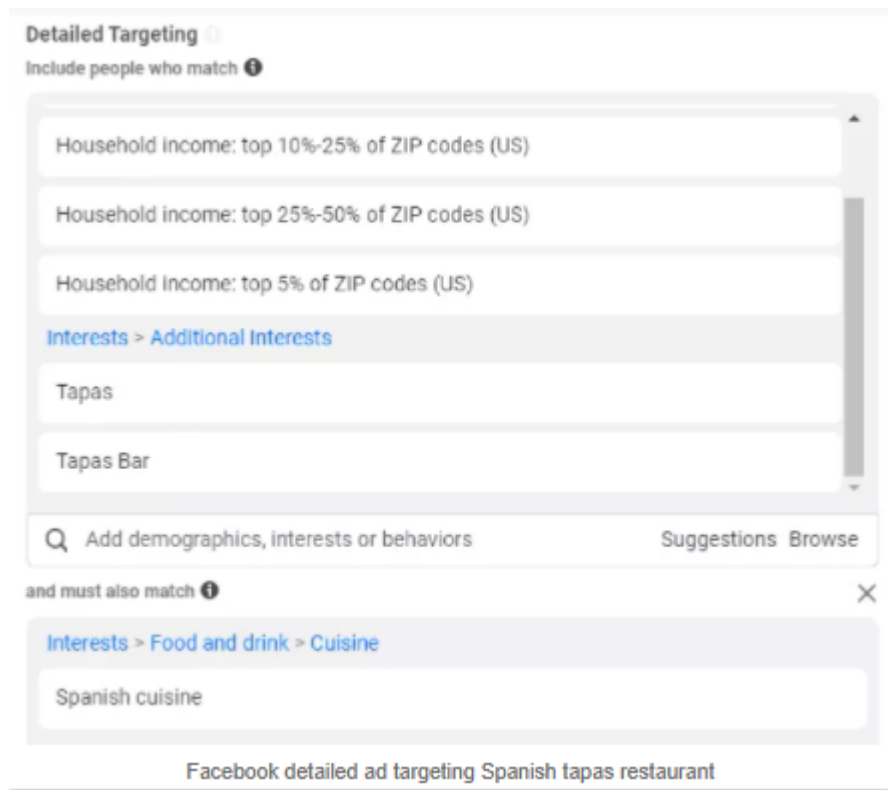 Detailed Targeting
Include people who match
Household income: top 10%-25% of ZIP codes (US)
Household income: top 25%-50% of ZIP codes (US)
Household income: top 5% of ZIP codes (US)
Interests > Additional Interests
Tapas
Tapas Bar
Add demographics, interests or behaviors Suggestions Browse
and must also match
Interests > Food and drink > Cuisine
Spanish cuisine
Facebook detailed ad targeting Spanish tapas restaurant